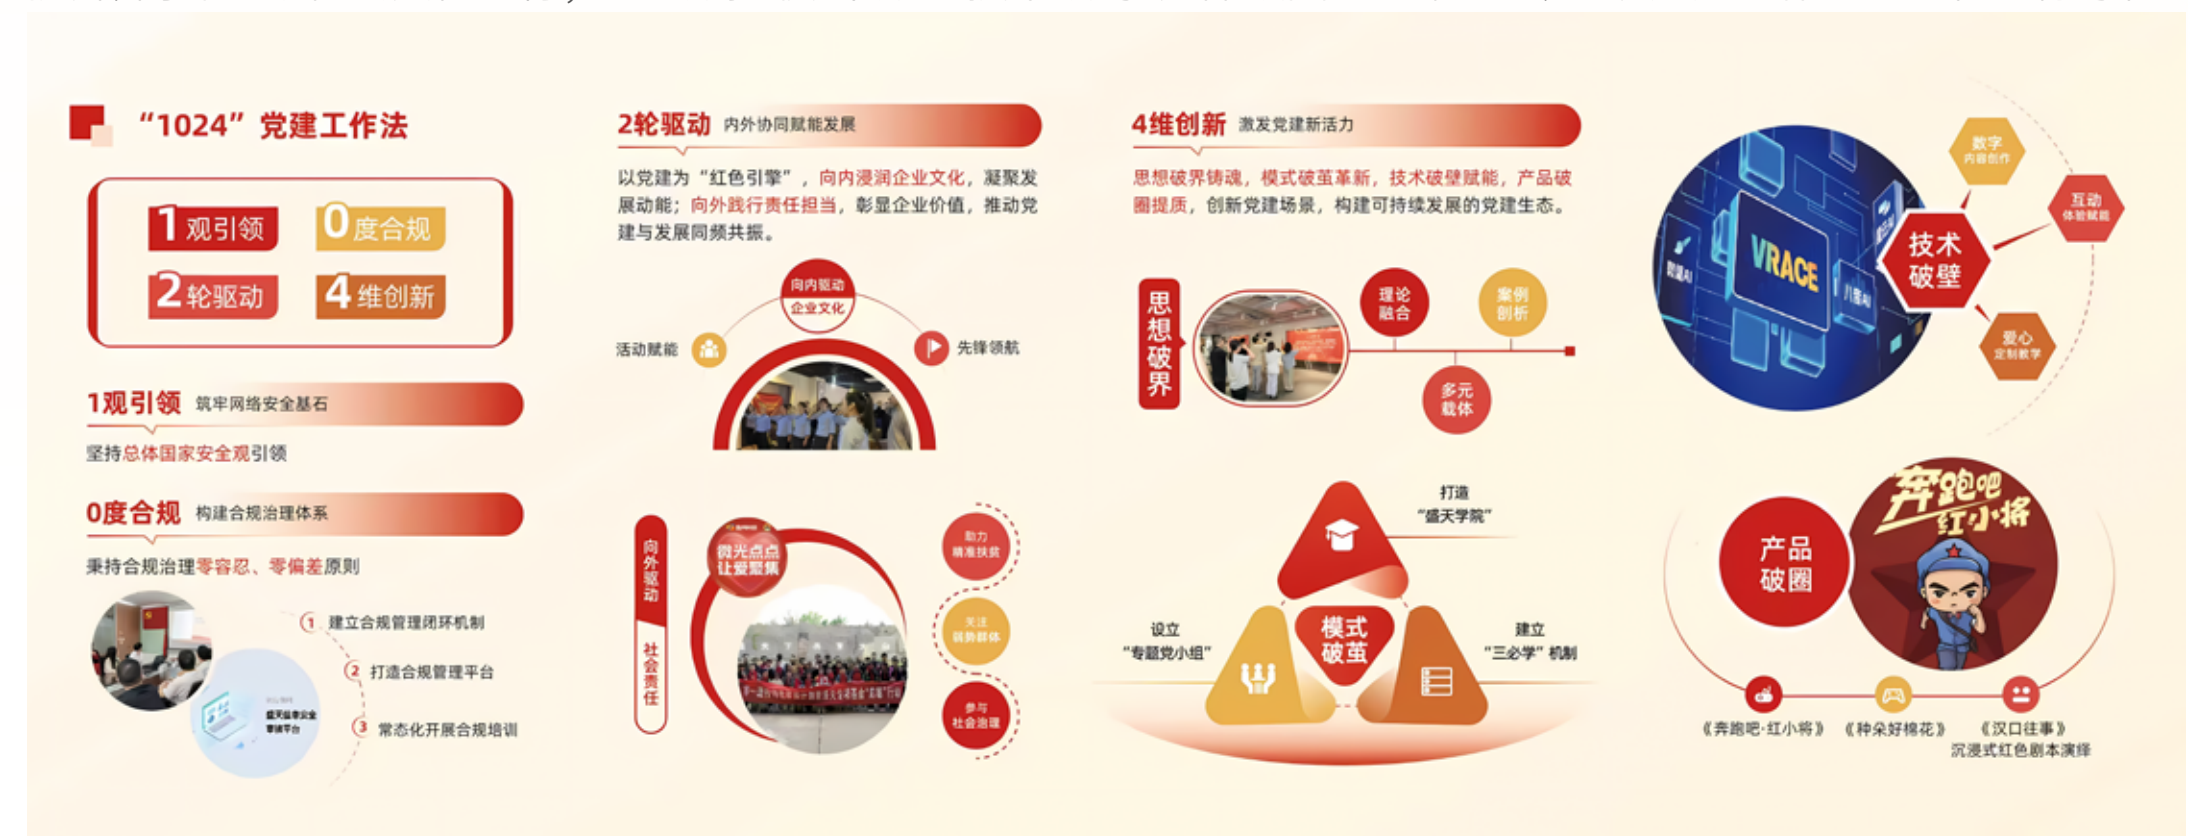 “1024”党建工作法
1观引领
0度合规
2轮驱动
4维创新
1观引领 筑牢网络安全基石
坚持总体国家安全观引领
0度合规 构建合规治理体系
秉持合规治理零容忍、零偏差原则
1 建立合规管理闭环机制
2 打造合规管理平台
3 常态化开展合规培训
2轮驱动 内外协同赋能发展
以党建为“红色引擎”，向内浸润企业文化，凝聚发
展动能；向外践行责任担当，彰显企业价值，推动党
建与发展同频共振。
向内驱动
企业文化
活动赋能
先锋领航
向外驱动
社会责任
微光点点
让爱聚集
助力
精准扶贫
关注
弱势群体
参与
社会治理
4维创新 激发党建新活力
思想破界铸魂，模式破茧革新，技术破壁赋能，产品破
圈提质，创新党建场景，构建可持续发展的党建生态。
思想破界
理论
融合
案例
剖析
多元
载体
打造
“盛天学院”
设立
“专题党小组”
模式
破茧
建立
“三必学”机制
VRACE
技术
破壁
数字
内容创作
互动
体验赋能
爱心
定制教学
产品
破圈
奔跑吧
红小将
《奔跑吧·红小将》
《种朵好棉花》
《汉口往事》
沉浸式红色剧本演绎